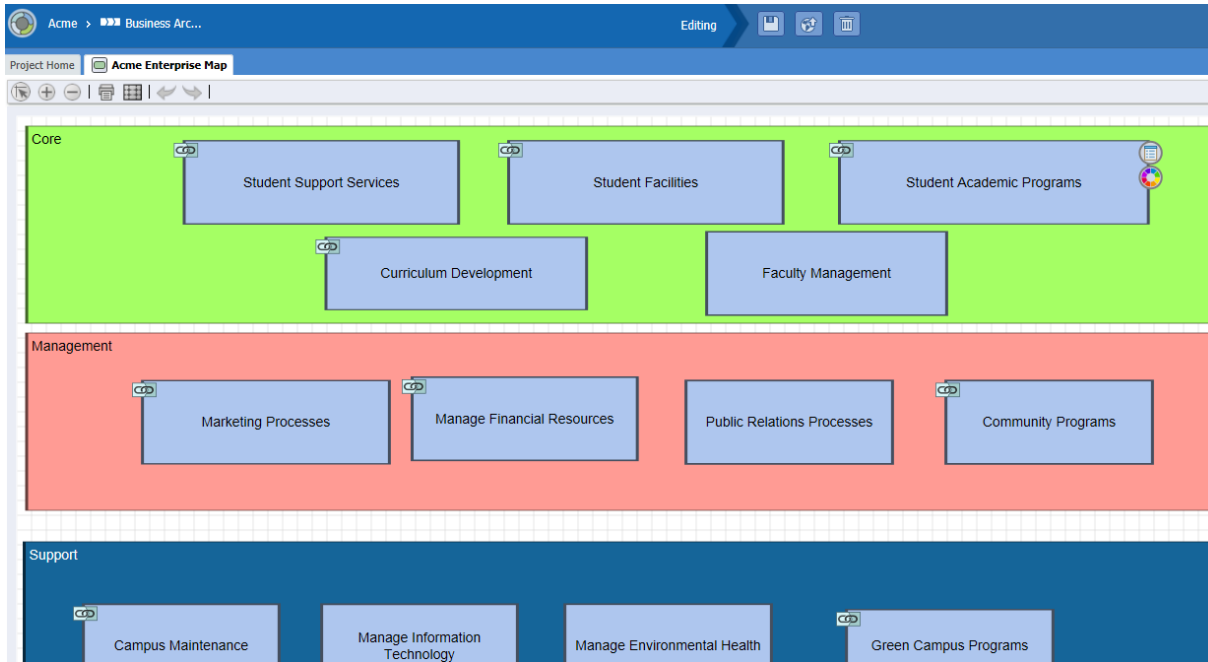 Acme > Business Arc...
Editing
Project Home
Acme Enterprise Map
Core
Student Support Services
Student Facilities
Student Academic Programs
Curriculum Development
Faculty Management
Management
Marketing Processes
Manage Financial Resources
Public Relations Processes
Community Programs
Support
Campus Maintenance
Manage Information
Technology
Manage Environmental Health
Green Campus Programs